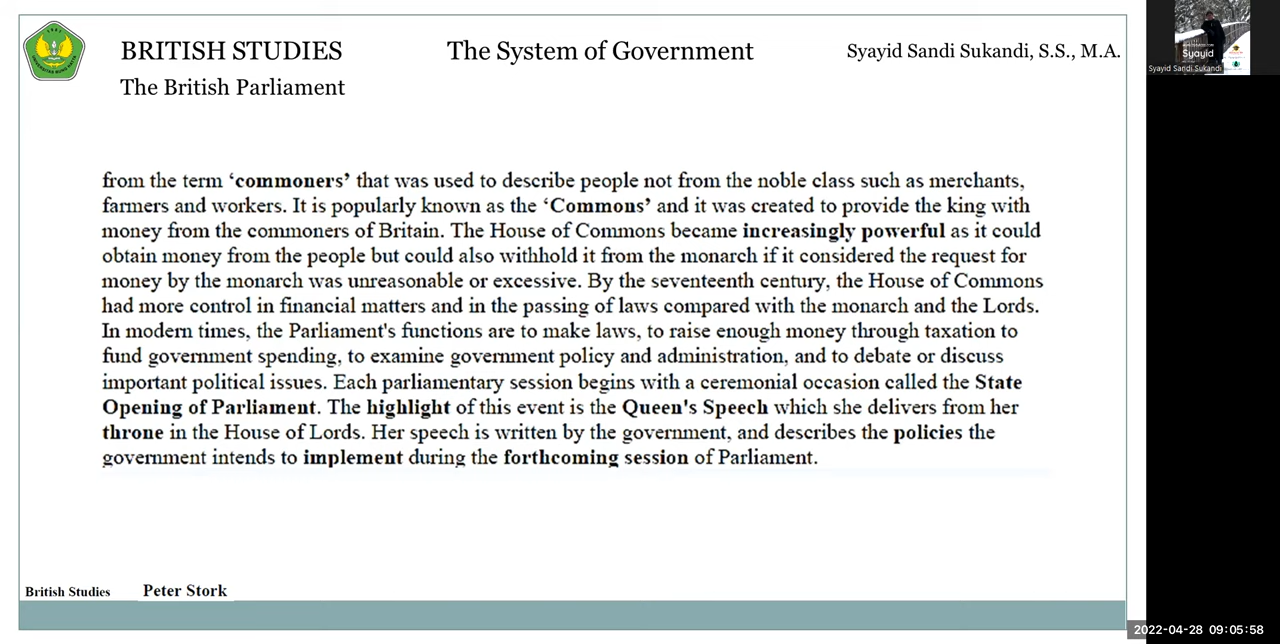 BRITISH STUDIES
The System of Government
Syayid Sandi Sukandi, S.S., M.A.
The British Parliament
from the term ‘commoners’ that was used to describe people not from the noble class such as merchants,
farmers and workers. It is popularly known as the ‘Commons’ and it was created to provide the king with
money from the commoners of Britain. The House of Commons became increasingly powerful as it could
obtain money from the people but could also withhold it from the monarch if it considered the request for
money by the monarch was unreasonable or excessive. By the seventeenth century, the House of Commons
had more control in financial matters and in the passing of laws compared with the monarch and the Lords.
In modern times, the Parliament's functions are to make laws, to raise enough money through taxation to
fund government spending, to examine government policy and administration, and to debate or discuss
important political issues. Each parliamentary session begins with a ceremonial occasion called the State
Opening of Parliament. The highlight of this event is the Queen's Speech which she delivers from her
throne in the House of Lords. Her speech is written by the government, and describes the policies the
government intends to implement during the forthcoming session of Parliament.
British Studies
Peter Stork
Syayid
Syayid Sandi Sukandi
2022-04-28 09:05:58